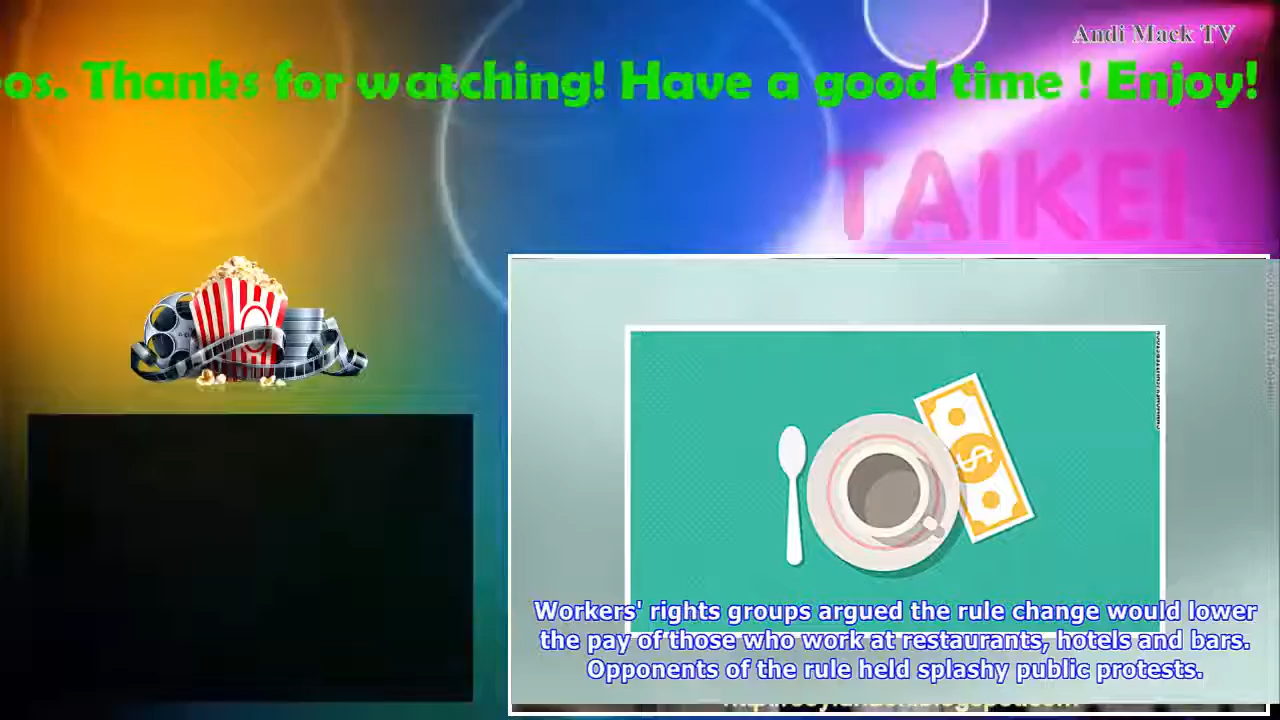 Andi Mack TV
os. Thanks for watching! Have a good time ! Enjoy!
TAIKEI
$
Workers' rights groups argued the rule change would lower
the pay of those who work at restaurants, hotels and bars.
Opponents of the rule held splashy public protests.